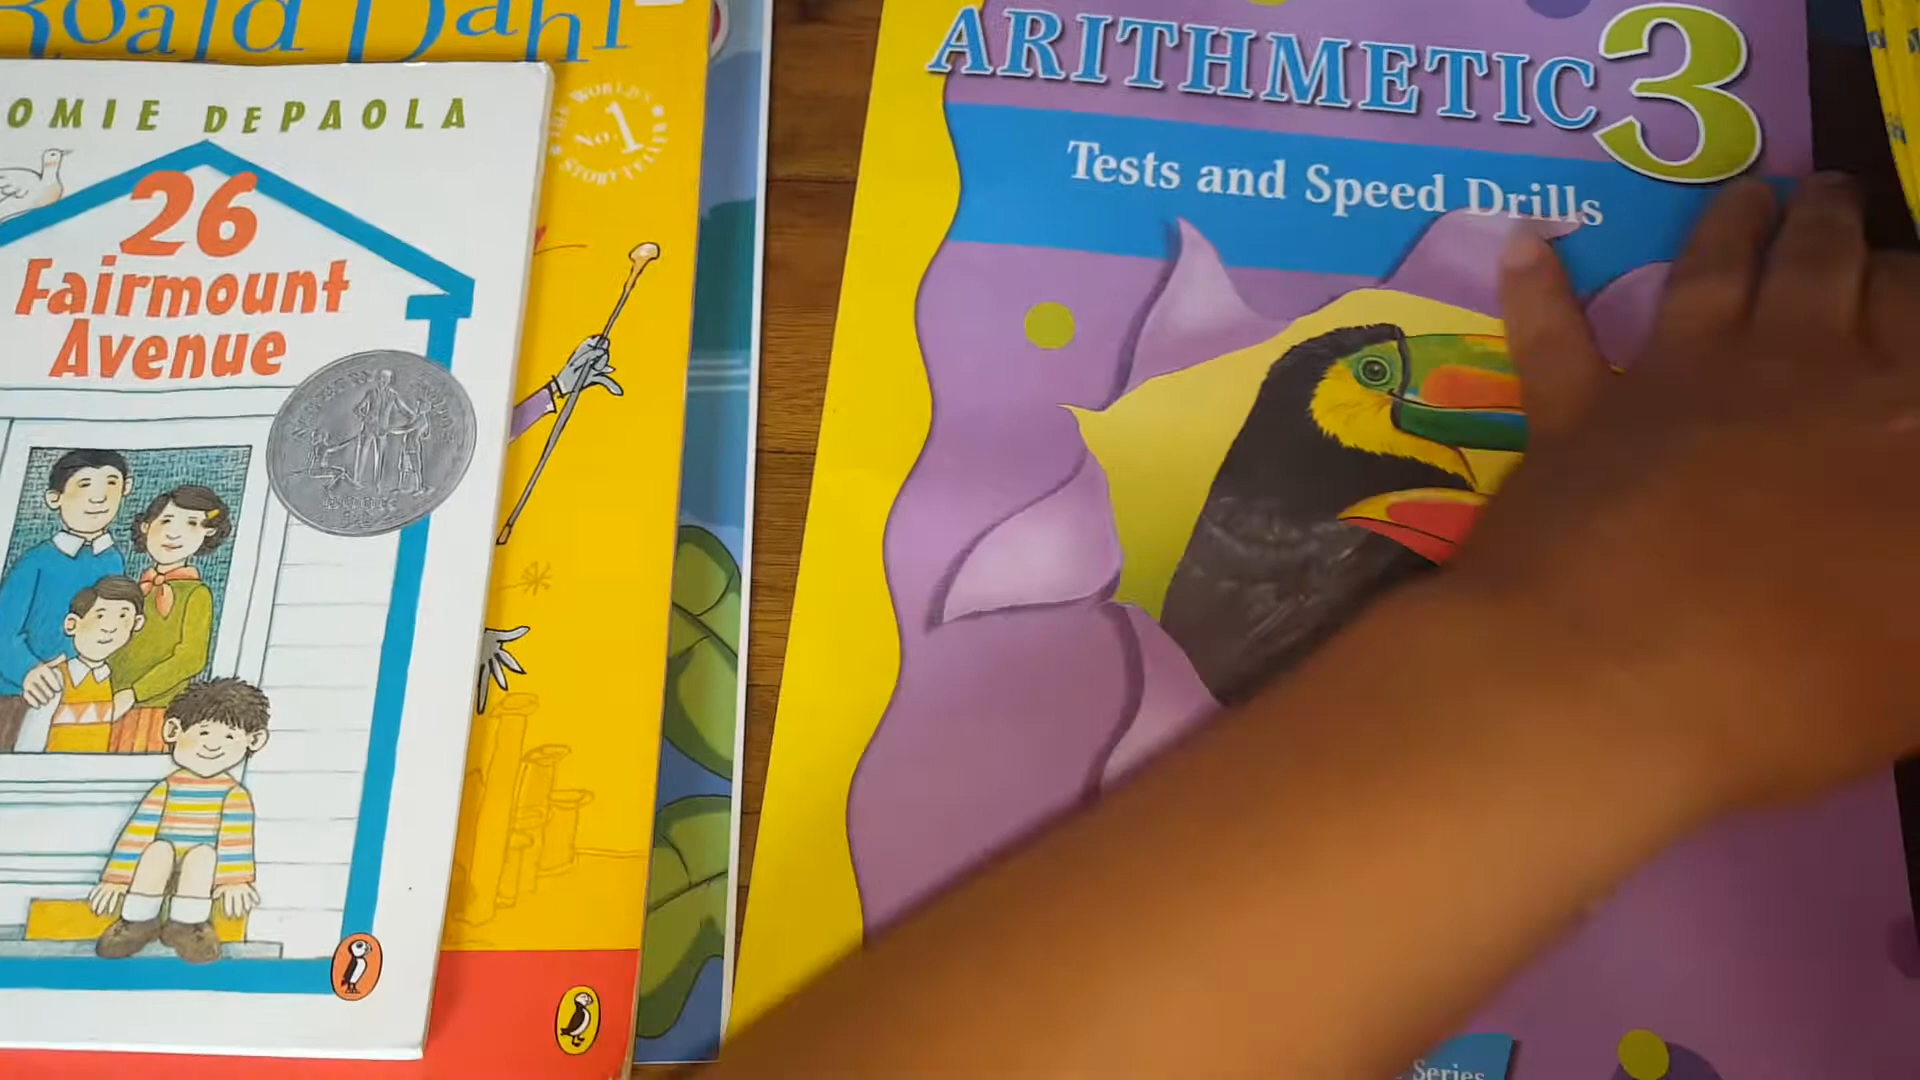 Roald Dahl
OMIE DEPAOLA
26
Fairmount
Avenue
THE WORLD'S
No. 1
STORYTELLER
ARITHMETIC 3
Tests and Speed Drills
Series